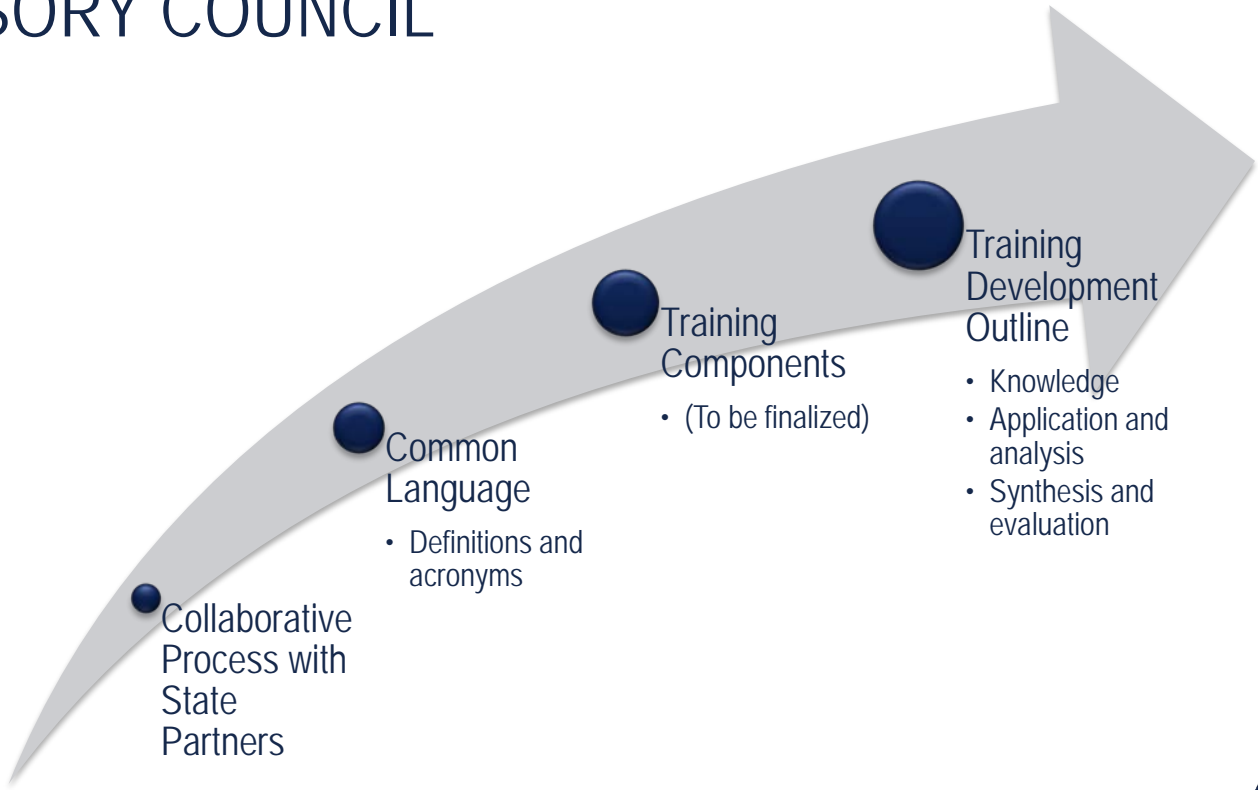 SORY COUNCIL
Collaborative
Process with
State
Partners
Common
Language
• Definitions and
acronyms
Training
Components
• (To be finalized)
Training
Development
Outline
• Knowledge
• Application and
analysis
• Synthesis and
evaluation